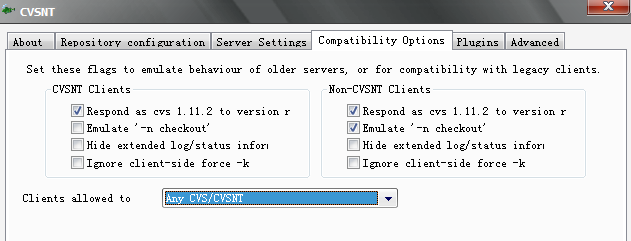 CVSNT
About Repository configuration Server Settings Compatibility Options Plugins Advanced
Set these flags to emulate behaviour of older servers, or for compatibility with legacy clients.
CVSNT Clients
Respond as cvs 1.11.2 to version r
Emulate '-n checkout'
Hide extended log/status infor
Ignore client-side force -k
Non-CVSNT Clients
Respond as cvs 1.11.2 to version r
Emulate '-n checkout'
Hide extended log/status infor
Ignore client-side force -k
Clients allowed to Any CVS/CVSNT